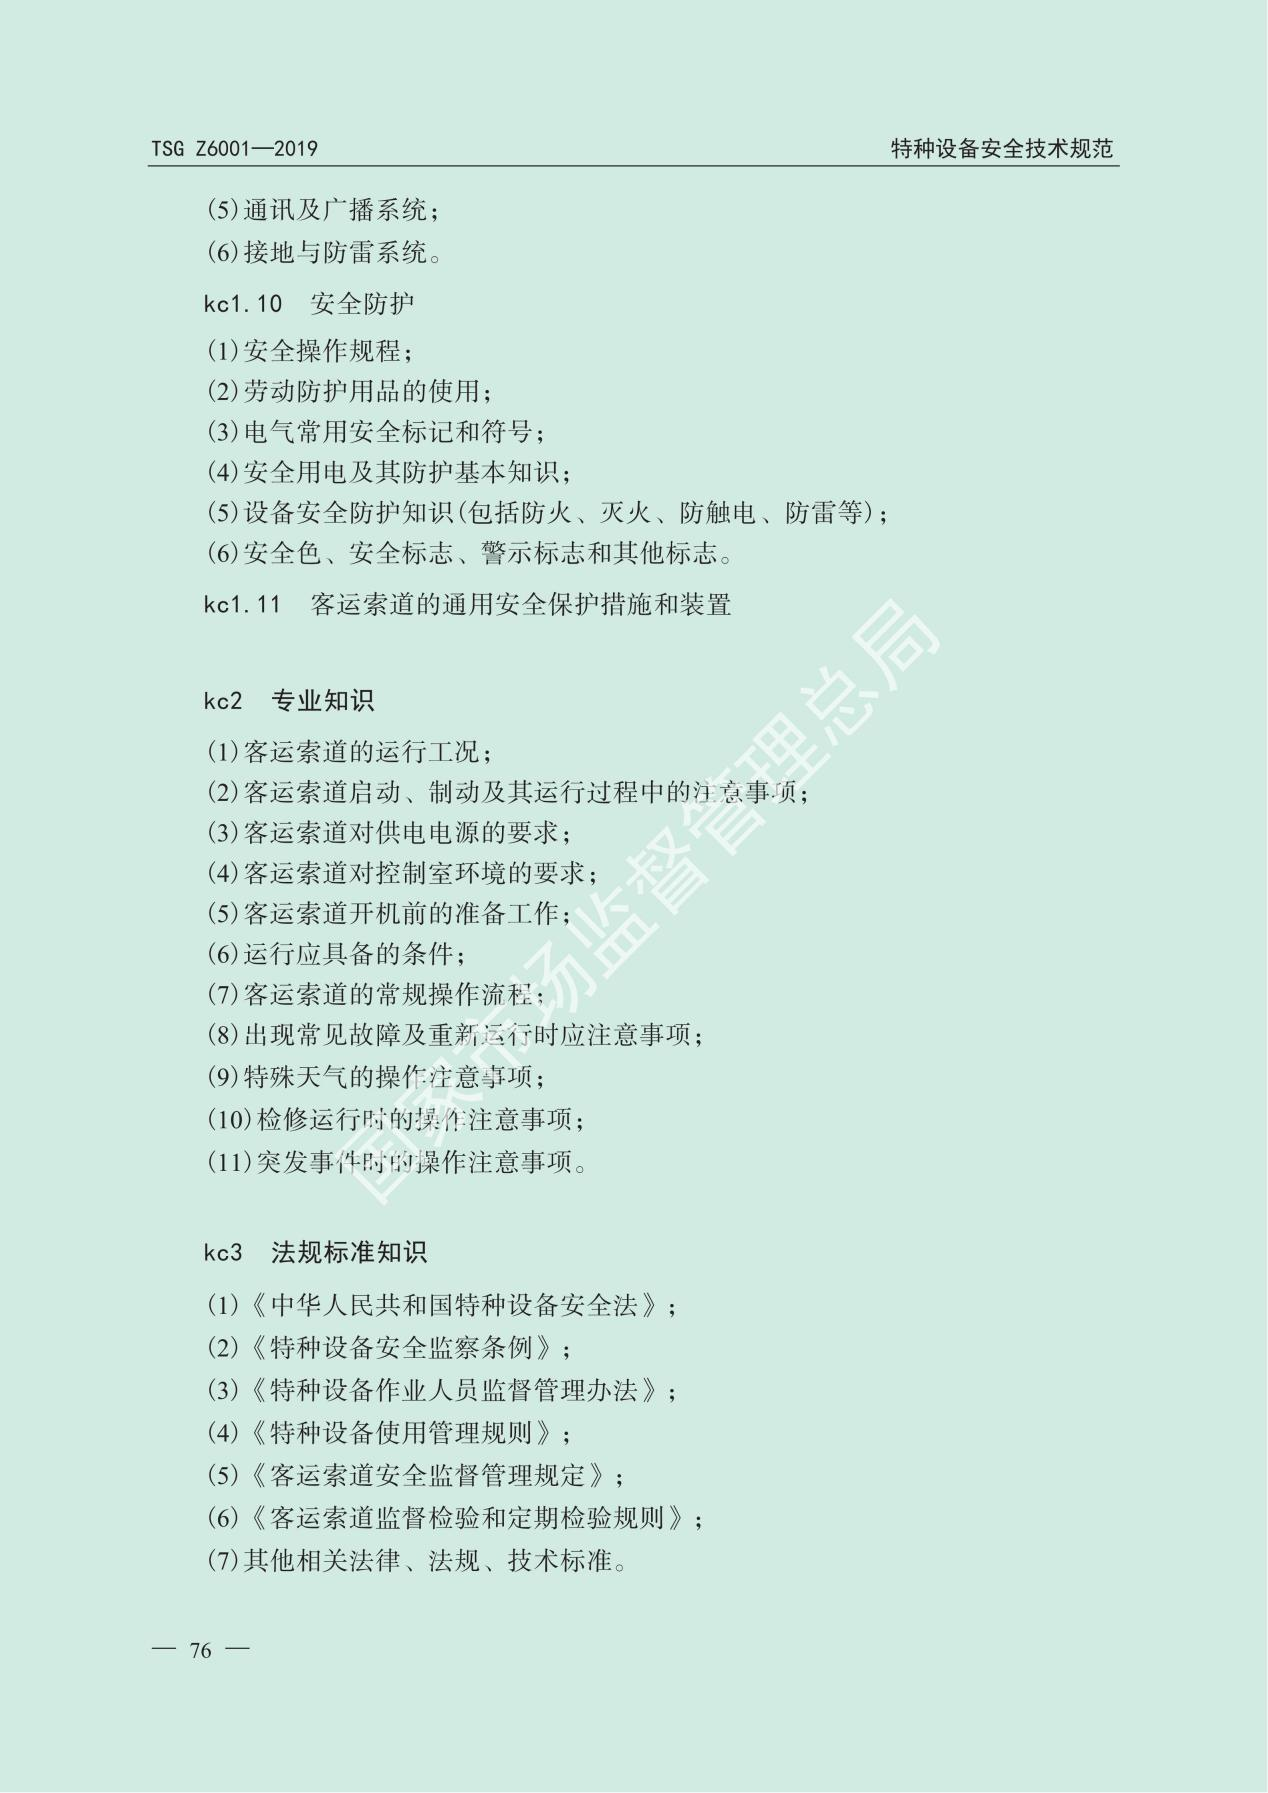 TSG Z6001—2019 特种设备安全技术规范
(5)通讯及广播系统；
(6)接地与防雷系统。
kc1.10 安全防护
(1)安全操作规程；
(2)劳动防护用品的使用；
(3)电气常用安全标记和符号；
(4)安全用电及其防护基本知识；
(5)设备安全防护知识(包括防火、灭火、防触电、防雷等)；
(6)安全色、安全标志、警示标志和其他标志。
kc1.11 客运索道的通用安全保护措施和装置
kc2 专业知识
(1)客运索道的运行工况；
(2)客运索道启动、制动及其运行过程中的注意事项；
(3)客运索道对供电电源的要求；
(4)客运索道对控制室环境的要求；
(5)客运索道开机前的准备工作；
(6)运行应具备的条件；
(7)客运索道的常规操作流程；
(8)出现常见故障及重新运行时应注意事项；
(9)特殊天气的操作注意事项；
(10)检修运行时的操作注意事项；
(11)突发事件时的操作注意事项。
kc3 法规标准知识
(1)《中华人民共和国特种设备安全法》；
(2)《特种设备安全监察条例》；
(3)《特种设备作业人员监督管理办法》；
(4)《特种设备使用管理规则》；
(5)《客运索道安全监督管理规定》；
(6)《客运索道监督检验和定期检验规则》；
(7)其他相关法律、法规、技术标准。
— 76 —
国家市场监督管理总局